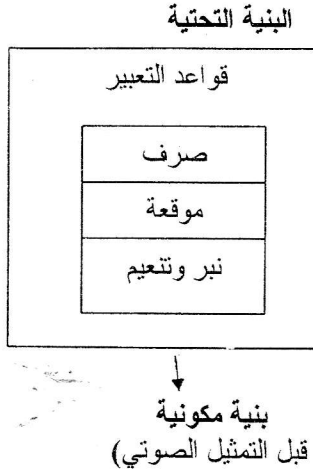 البنية التحتية
قواعد التعبير
صرف
موقعة
نبر وتنغيم
بنية مكونية
قبل التمثيل الصوتي)